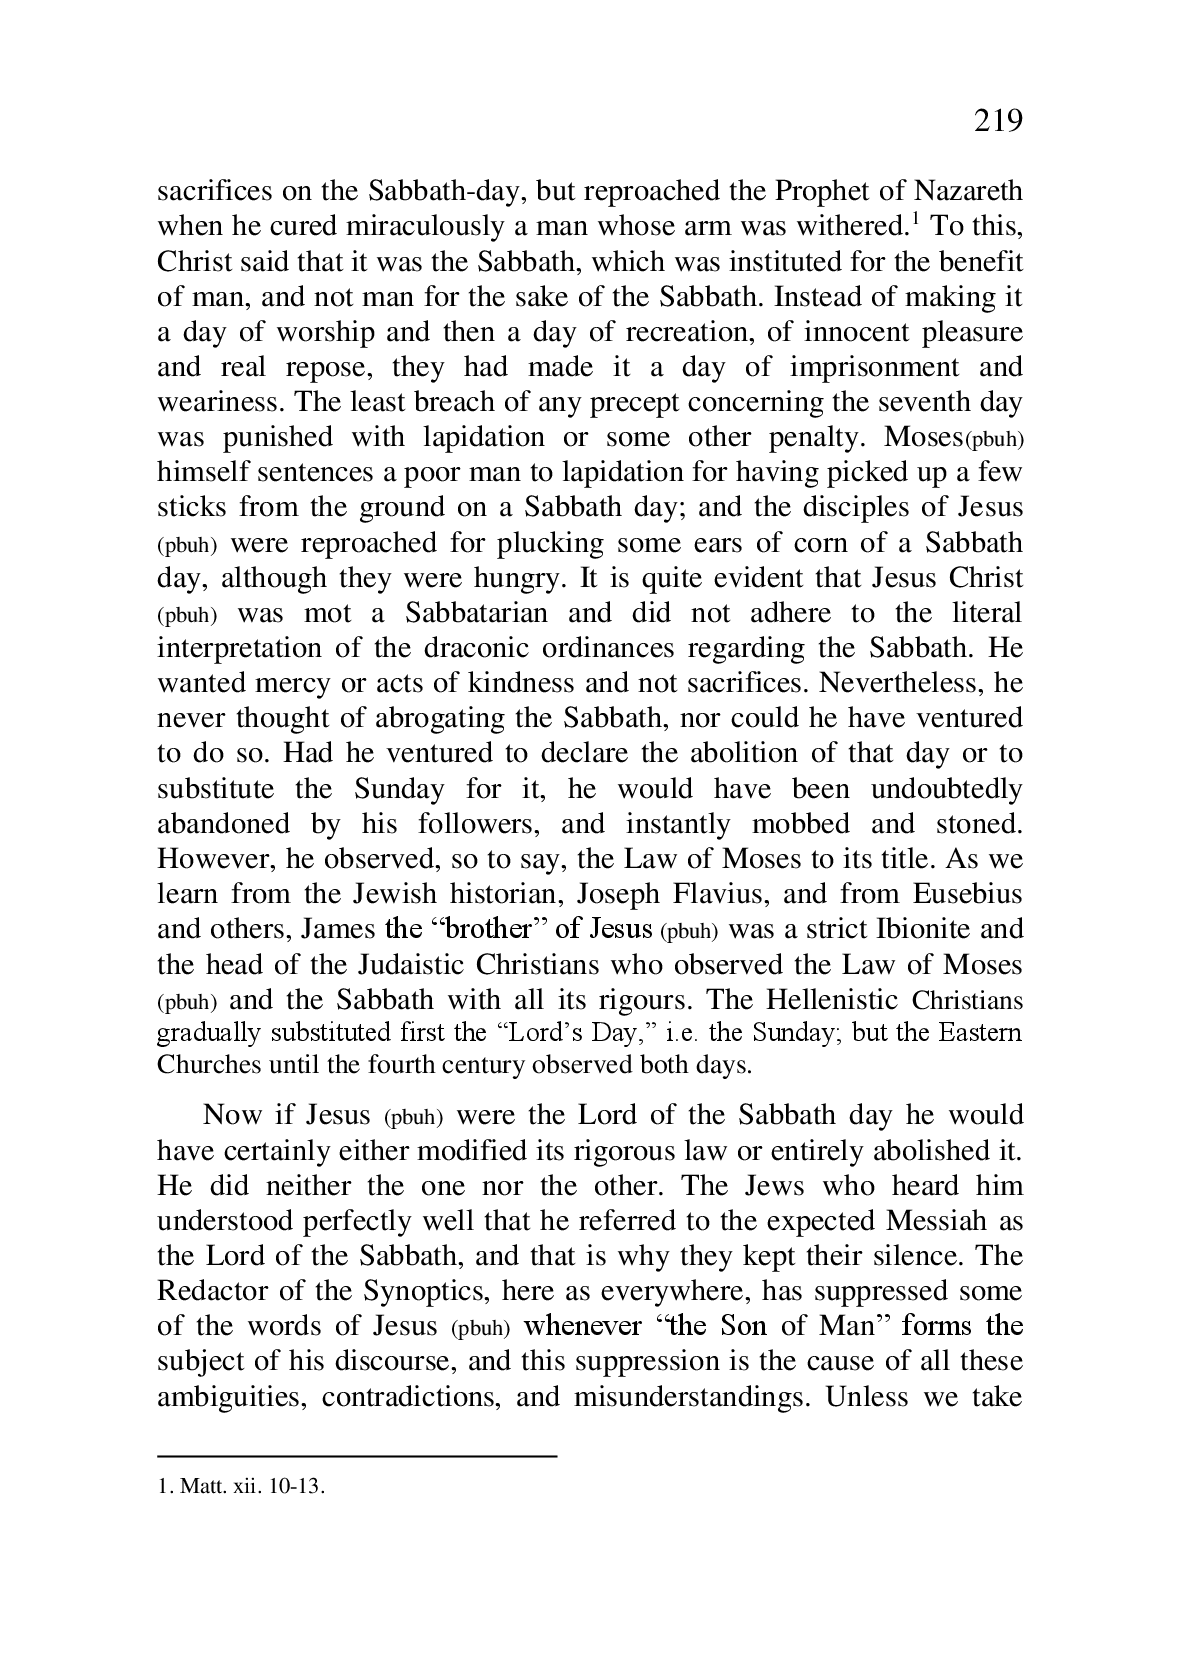 219
sacrifices on the Sabbath-day, but reproached the Prophet of Nazareth
when he cured miraculously a man whose arm was withered.1 To this,
Christ said that it was the Sabbath, which was instituted for the benefit
of man, and not man for the sake of the Sabbath. Instead of making it
a day of worship and then a day of recreation, of innocent pleasure
and real repose, they had made it a day of imprisonment and
weariness. The least breach of any precept concerning the seventh day
was punished with lapidation or some other penalty. Moses(pbuh)
himself sentences a poor man to lapidation for having picked up a few
sticks from the ground on a Sabbath day; and the disciples of Jesus
(pbuh) were reproached for plucking some ears of corn of a Sabbath
day, although they were hungry. It is quite evident that Jesus Christ
(pbuh) was mot a Sabbatarian and did not adhere to the literal
interpretation of the draconic ordinances regarding the Sabbath. He
wanted mercy or acts of kindness and not sacrifices. Nevertheless, he
never thought of abrogating the Sabbath, nor could he have ventured
to do so. Had he ventured to declare the abolition of that day or to
substitute the Sunday for it, he would have been undoubtedly
abandoned by his followers, and instantly mobbed and stoned.
However, he observed, so to say, the Law of Moses to its title. As we
learn from the Jewish historian, Joseph Flavius, and from Eusebius
and others, James the “brother” of Jesus (pbuh) was a strict Ibionite and
the head of the Judaistic Christians who observed the Law of Moses
(pbuh) and the Sabbath with all its rigours. The Hellenistic Christians
gradually substituted first the “Lord’s Day,” i.e. the Sunday; but the Eastern
Churches until the fourth century observed both days.
Now if Jesus (pbuh) were the Lord of the Sabbath day he would
have certainly either modified its rigorous law or entirely abolished it.
He did neither the one nor the other. The Jews who heard him
understood perfectly well that he referred to the expected Messiah as
the Lord of the Sabbath, and that is why they kept their silence. The
Redactor of the Synoptics, here as everywhere, has suppressed some
of the words of Jesus (pbuh) whenever “the Son of Man” forms the
subject of his discourse, and this suppression is the cause of all these
ambiguities, contradictions, and misunderstandings. Unless we take
1. Matt. xii. 10-13.